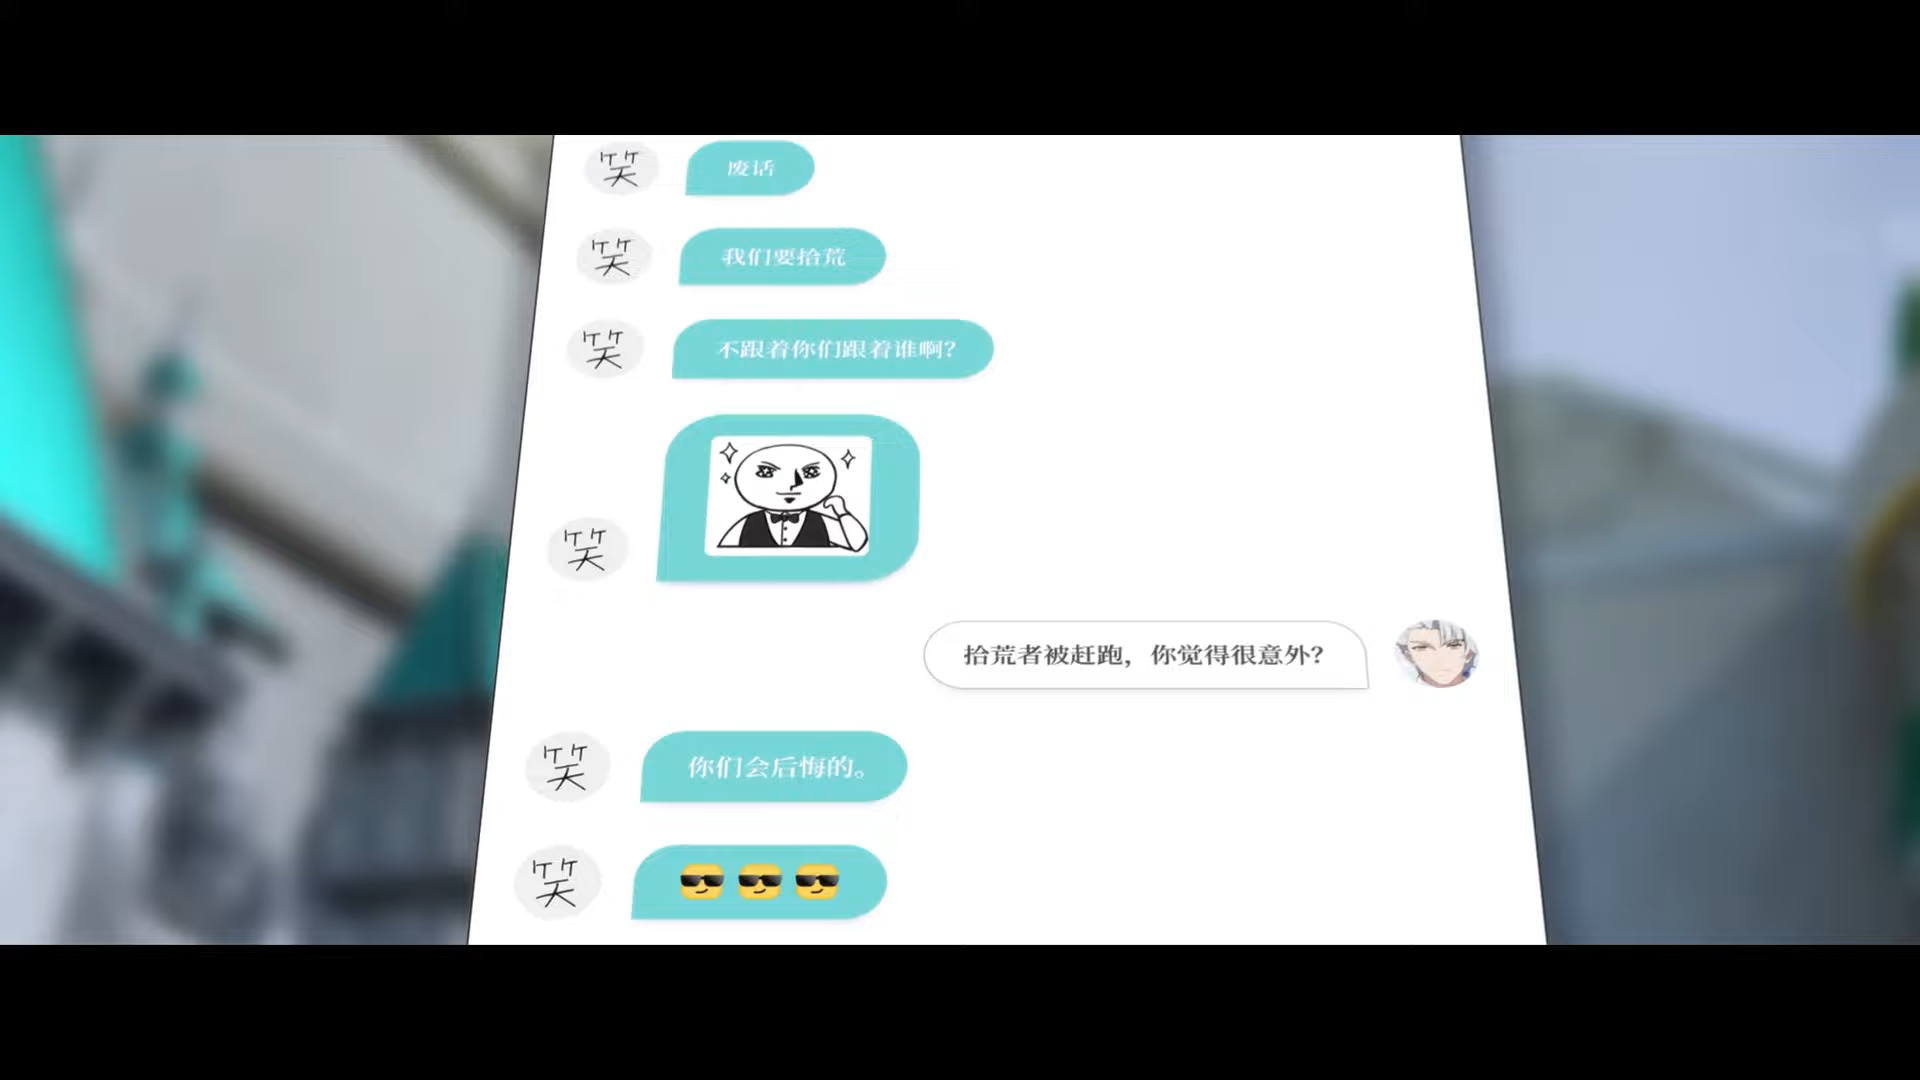 笑 废话
笑 我们要拾荒
笑 不跟着你们跟着谁啊?
笑
拾荒者被赶跑，你觉得很意外?
笑 你们会后悔的。
笑 😎 😎 😎